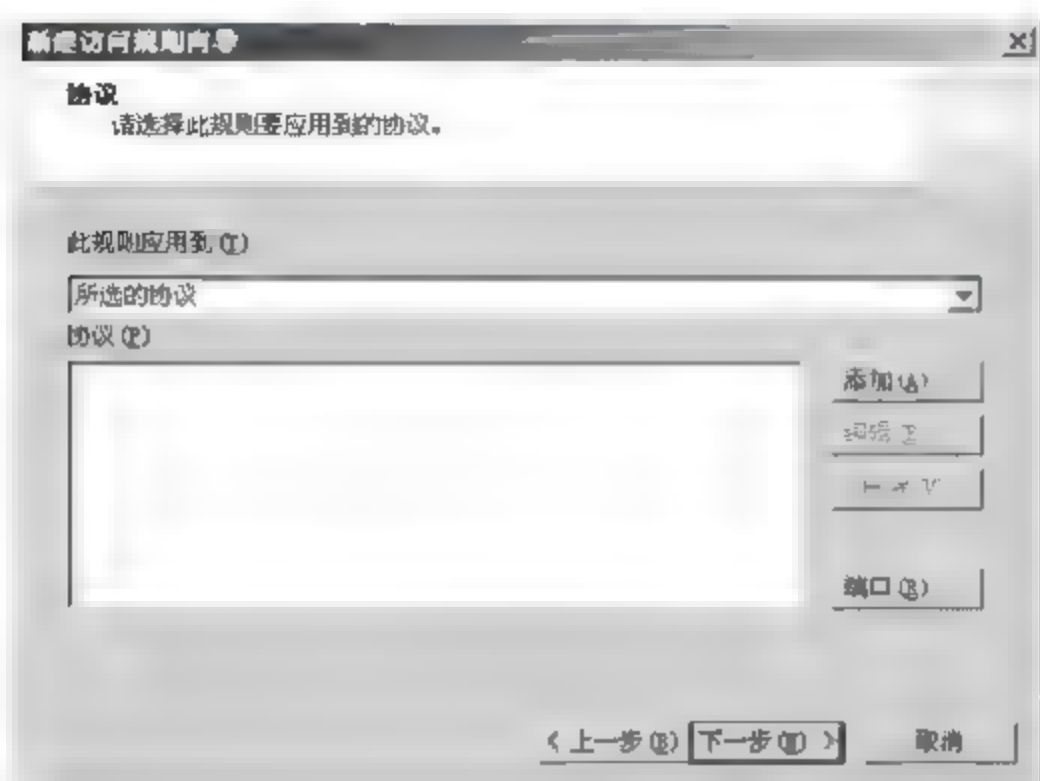 新建访问规则向导
协议
请选择此规则要应用到的协议。
此规则应用到(T)
所选的协议
协议(P)
添加(A)
编辑
端口(R)
< 上一步(B)
下一步(N) >
取消